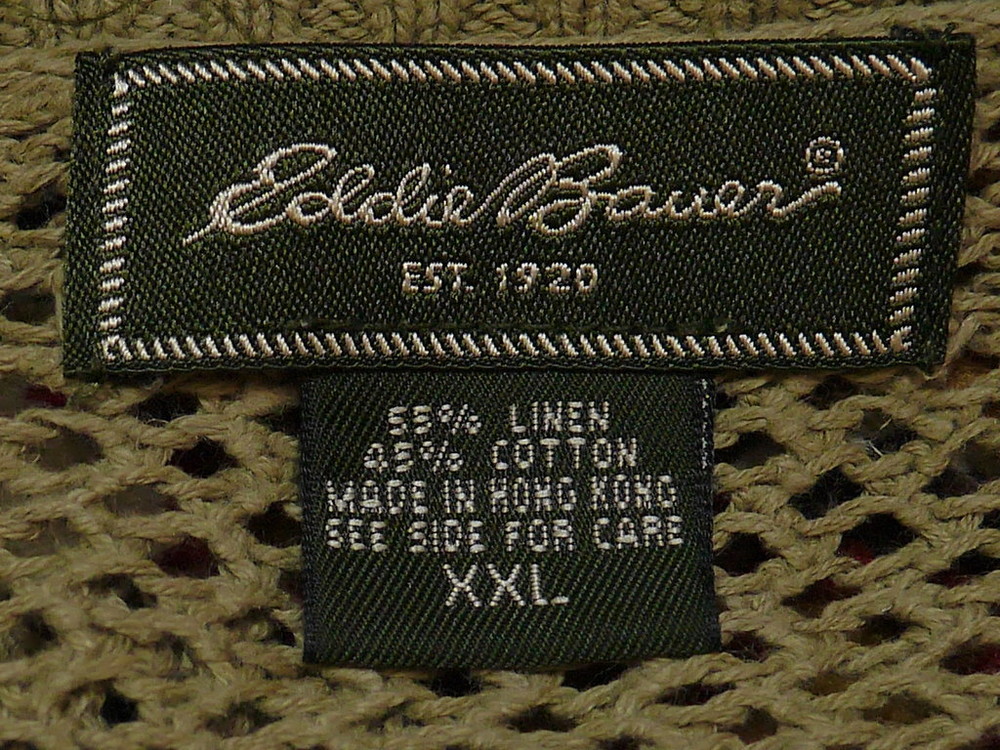 Eddie Bauer®
EST. 1920
55% LINEN
45% COTTON
MADE IN HONG KONG
SEE SIDE FOR CARE
XXL